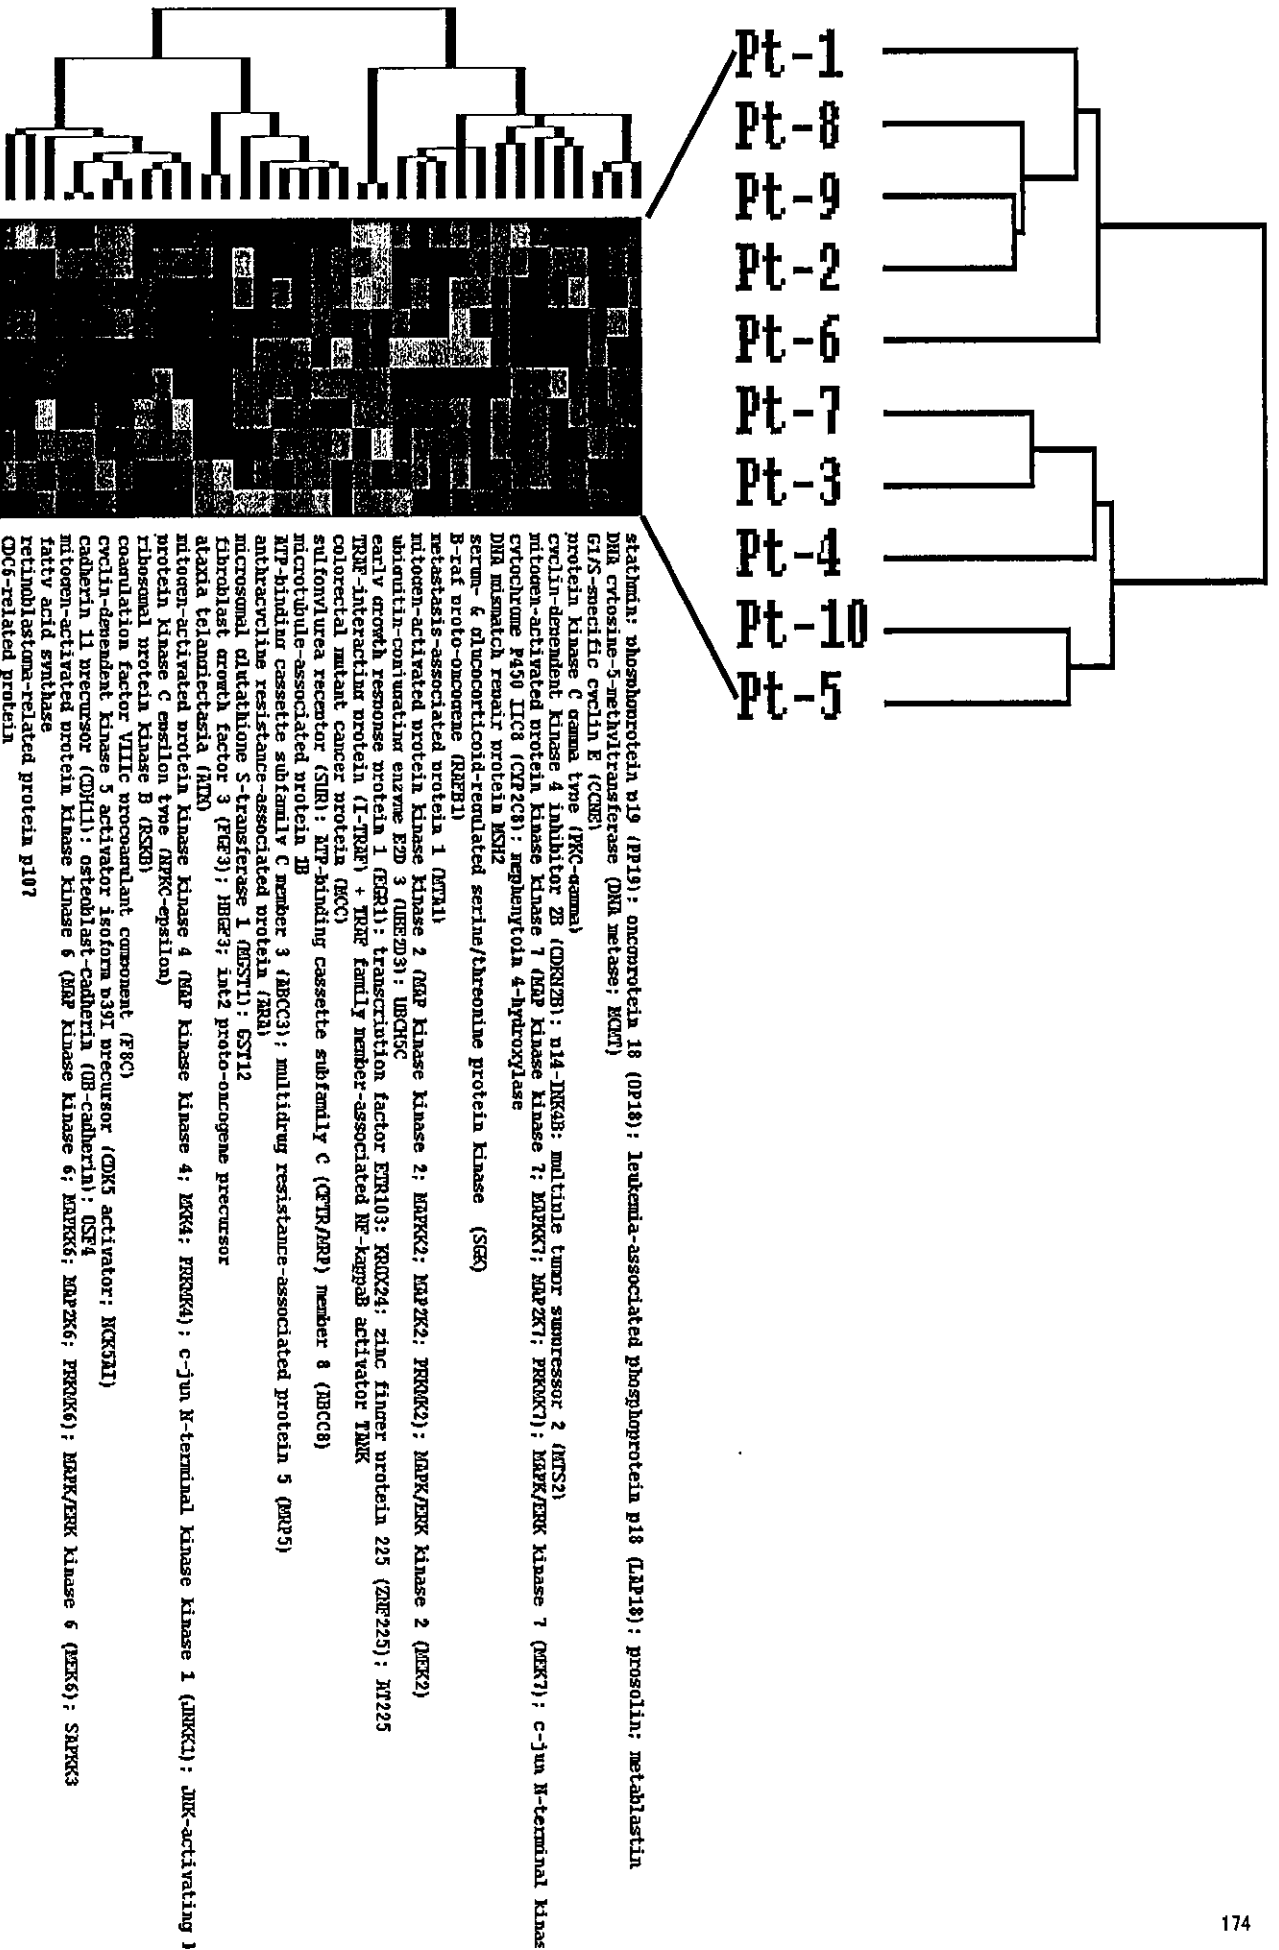 Pt-1
Pt-8
Pt-9
Pt-2
Pt-6
Pt-7
Pt-3
Pt-4
Pt-10
Pt-5
stathmin; phosphoprotein p19 (PP19); oncoprotein 18 (OP18); leukemia-associated phosphoprotein p18 (LAP18); prosolin; metablastin
DNA cytosine-5-methyltransferase (DNA metase; MCMT)
G1/S-specific cyclin E (CCNE)
protein kinase C gamma type (PKC-gamma)
cyclin-dependent kinase 4 inhibitor 2B (CDKN2B); p14-INK4B; multiple tumor suppressor 2 (MTS2)
mitogen-activated protein kinase kinase 7 (MAP kinase kinase 7; MAPKK7; MAP2K7; PRKMK7); MAPK/ERK kinase 7 (MEK7); c-jun N-terminal kinas
cytochrome P450 IIC8 (CYP2C8); mephenytoin 4-hydroxylase
DNA mismatch repair protein MSH2
serum- & glucocorticoid-regulated serine/threonine protein kinase (SGK)
B-raf proto-oncogene (RAFB1)
metastasis-associated protein 1 (MTA1)
mitogen-activated protein kinase kinase 2 (MAP kinase kinase 2; MAPKK2; MAP2K2; PRKMK2); MAPK/ERK kinase 2 (MEK2)
ubiquitin-conjugating enzyme E2D 3 (UBE2D3); UBCH5C
early growth response protein 1 (EGR1); transcription factor ETR103; KROX24; zinc finger protein 225 (ZNF225); AT225
TRAF-interacting protein (I-TRAF) + TRAF family member-associated NF-kappaB activator TANK
colorectal mutant cancer protein (MCC)
sulfonylurea receptor (SUR); ATP-binding cassette subfamily C (CFTR/MRP) member 8 (ABCC8)
microtubule-associated protein 1B
ATP-binding cassette subfamily C member 3 (ABCC3); multidrug resistance-associated protein 5 (MRP5)
anthracycline resistance-associated protein (ARA)
microsomal glutathione S-transferase 1 (MGST1); GST12
fibroblast growth factor 3 (FGF3); HBGF3; int2 proto-oncogene precursor
ataxia telangiectasia (ATM)
mitogen-activated protein kinase kinase 4 (MAP kinase kinase 4; MKK4; PRKMK4); c-jun N-terminal kinase kinase 1 (JNKK1); JNK-activating k
protein kinase C epsilon type (NPKC-epsilon)
ribosomal protein kinase B (RSKB)
coagulation factor VIIIc procoagulant component (F8C)
cyclin-dependent kinase 5 activator isoform p39I precursor (CDK5 activator; NCK5AI)
cadherin 11 precursor (CDH11); osteoblast-cadherin (OB-cadherin); OSF4
mitogen-activated protein kinase kinase 6 (MAP kinase kinase 6; MAPKK6; MAP2K6; PRKMK6); MAPK/ERK kinase 6 (MEK6); SAPKK3
fatty acid synthase
retinoblastoma-related protein p107
CDC6-related protein
174